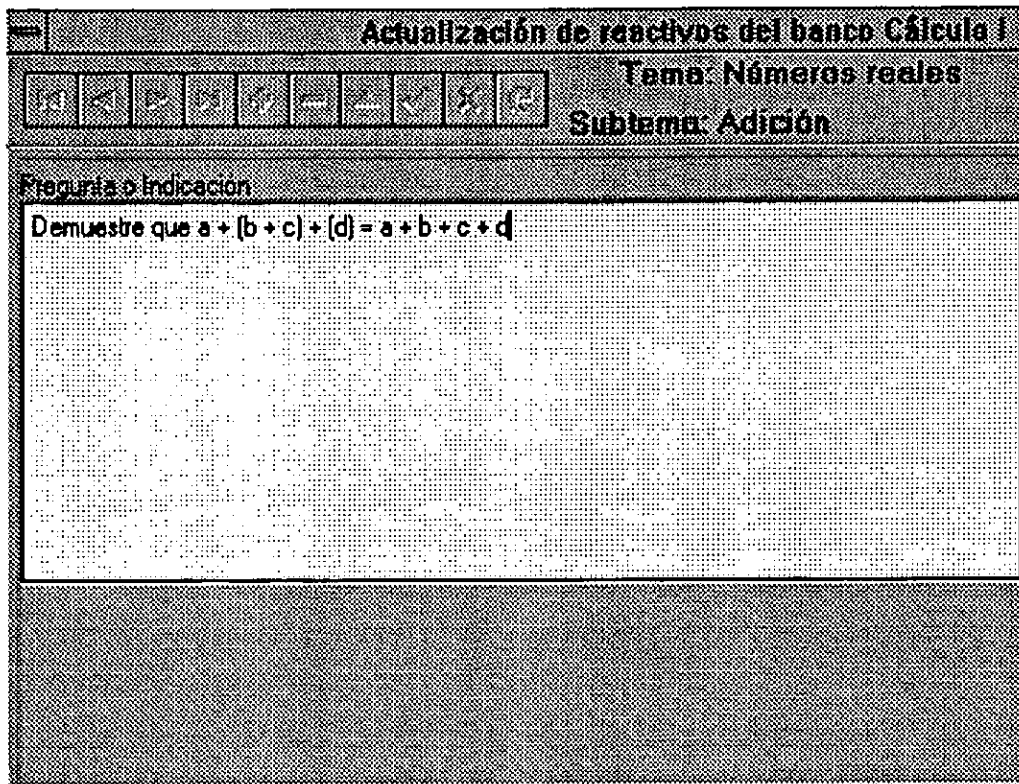 Actualización de reactivos del banco Cálculo I
Tema: Números reales
Subtema: Adición
Pregunta o Indicación
Demuestre que a + (b + c) + (d) = a + b + c + d